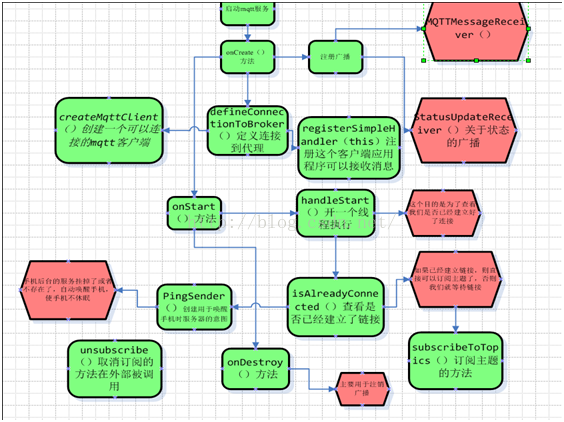 启动mqtt服务
MQTTMessageRecei
ver（）
onCreate（）
方法
注册广播
createMqttClient
（）创建一个可以连
接的mqtt客户端
defineConnec
tionToBroker
（）定义连接
到代理
registerSimpleH
andler（this）注
册这个客户端应用
程序可以接收消息
StatusUpdateRece
iver（）关于状态
的广播
onStart
（）方法
handleStart
（）开一个线
程执行
这个目的是为了查看
我们是否已经建立好
了连接
http://blog
.net/
手机后台的服务挂掉了或者
不存在了，自动唤醒手机，
使手机不休眠
PingSender
（）创建用于唤醒
手机对服务器的意图
isAlreadyConne
cted（）查看是
否已经建立了链接
如果已经建立链接，则直
接可以订阅主题了，否则
我们就等待链接
unsubscribe
（）取消订阅的
方法在外部被调
用
onDestroy
（）方法
主要用于注销
广播
subscribeToTop
ics（）订阅主题
的方法